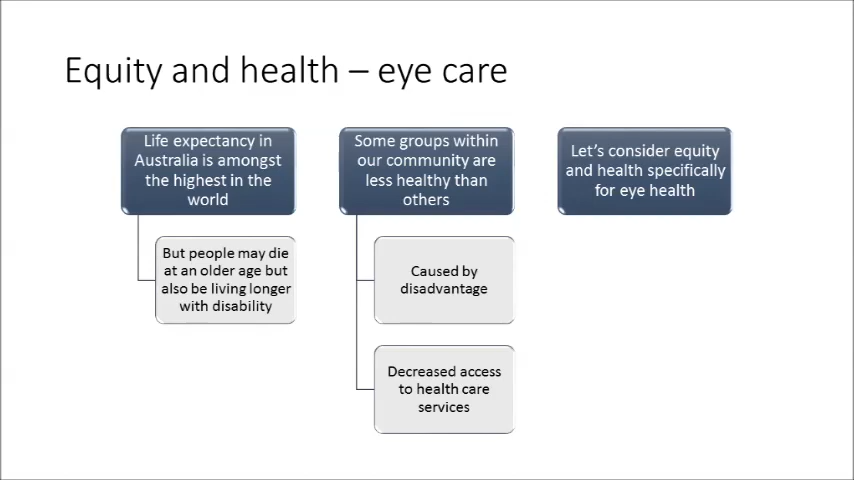 Equity and health – eye care
Life expectancy in
Australia is amongst
the highest in the
world
But people may die
at an older age but
also be living longer
with disability
Some groups within
our community are
less healthy than
others
Caused by
disadvantage
Decreased access
to health care
services
Let's consider equity
and health specifically
for eye health